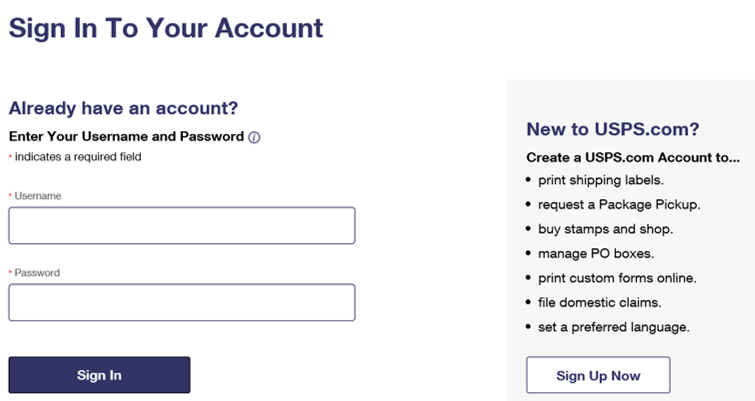 Sign In To Your Account
Already have an account?
Enter Your Username and Password i
* indicates a required field
* Username
* Password
Sign In
New to USPS.com?
Create a USPS.com Account to...
• print shipping labels.
• request a Package Pickup.
• buy stamps and shop.
• manage PO boxes.
• print custom forms online.
• file domestic claims.
• set a preferred language.
Sign Up Now